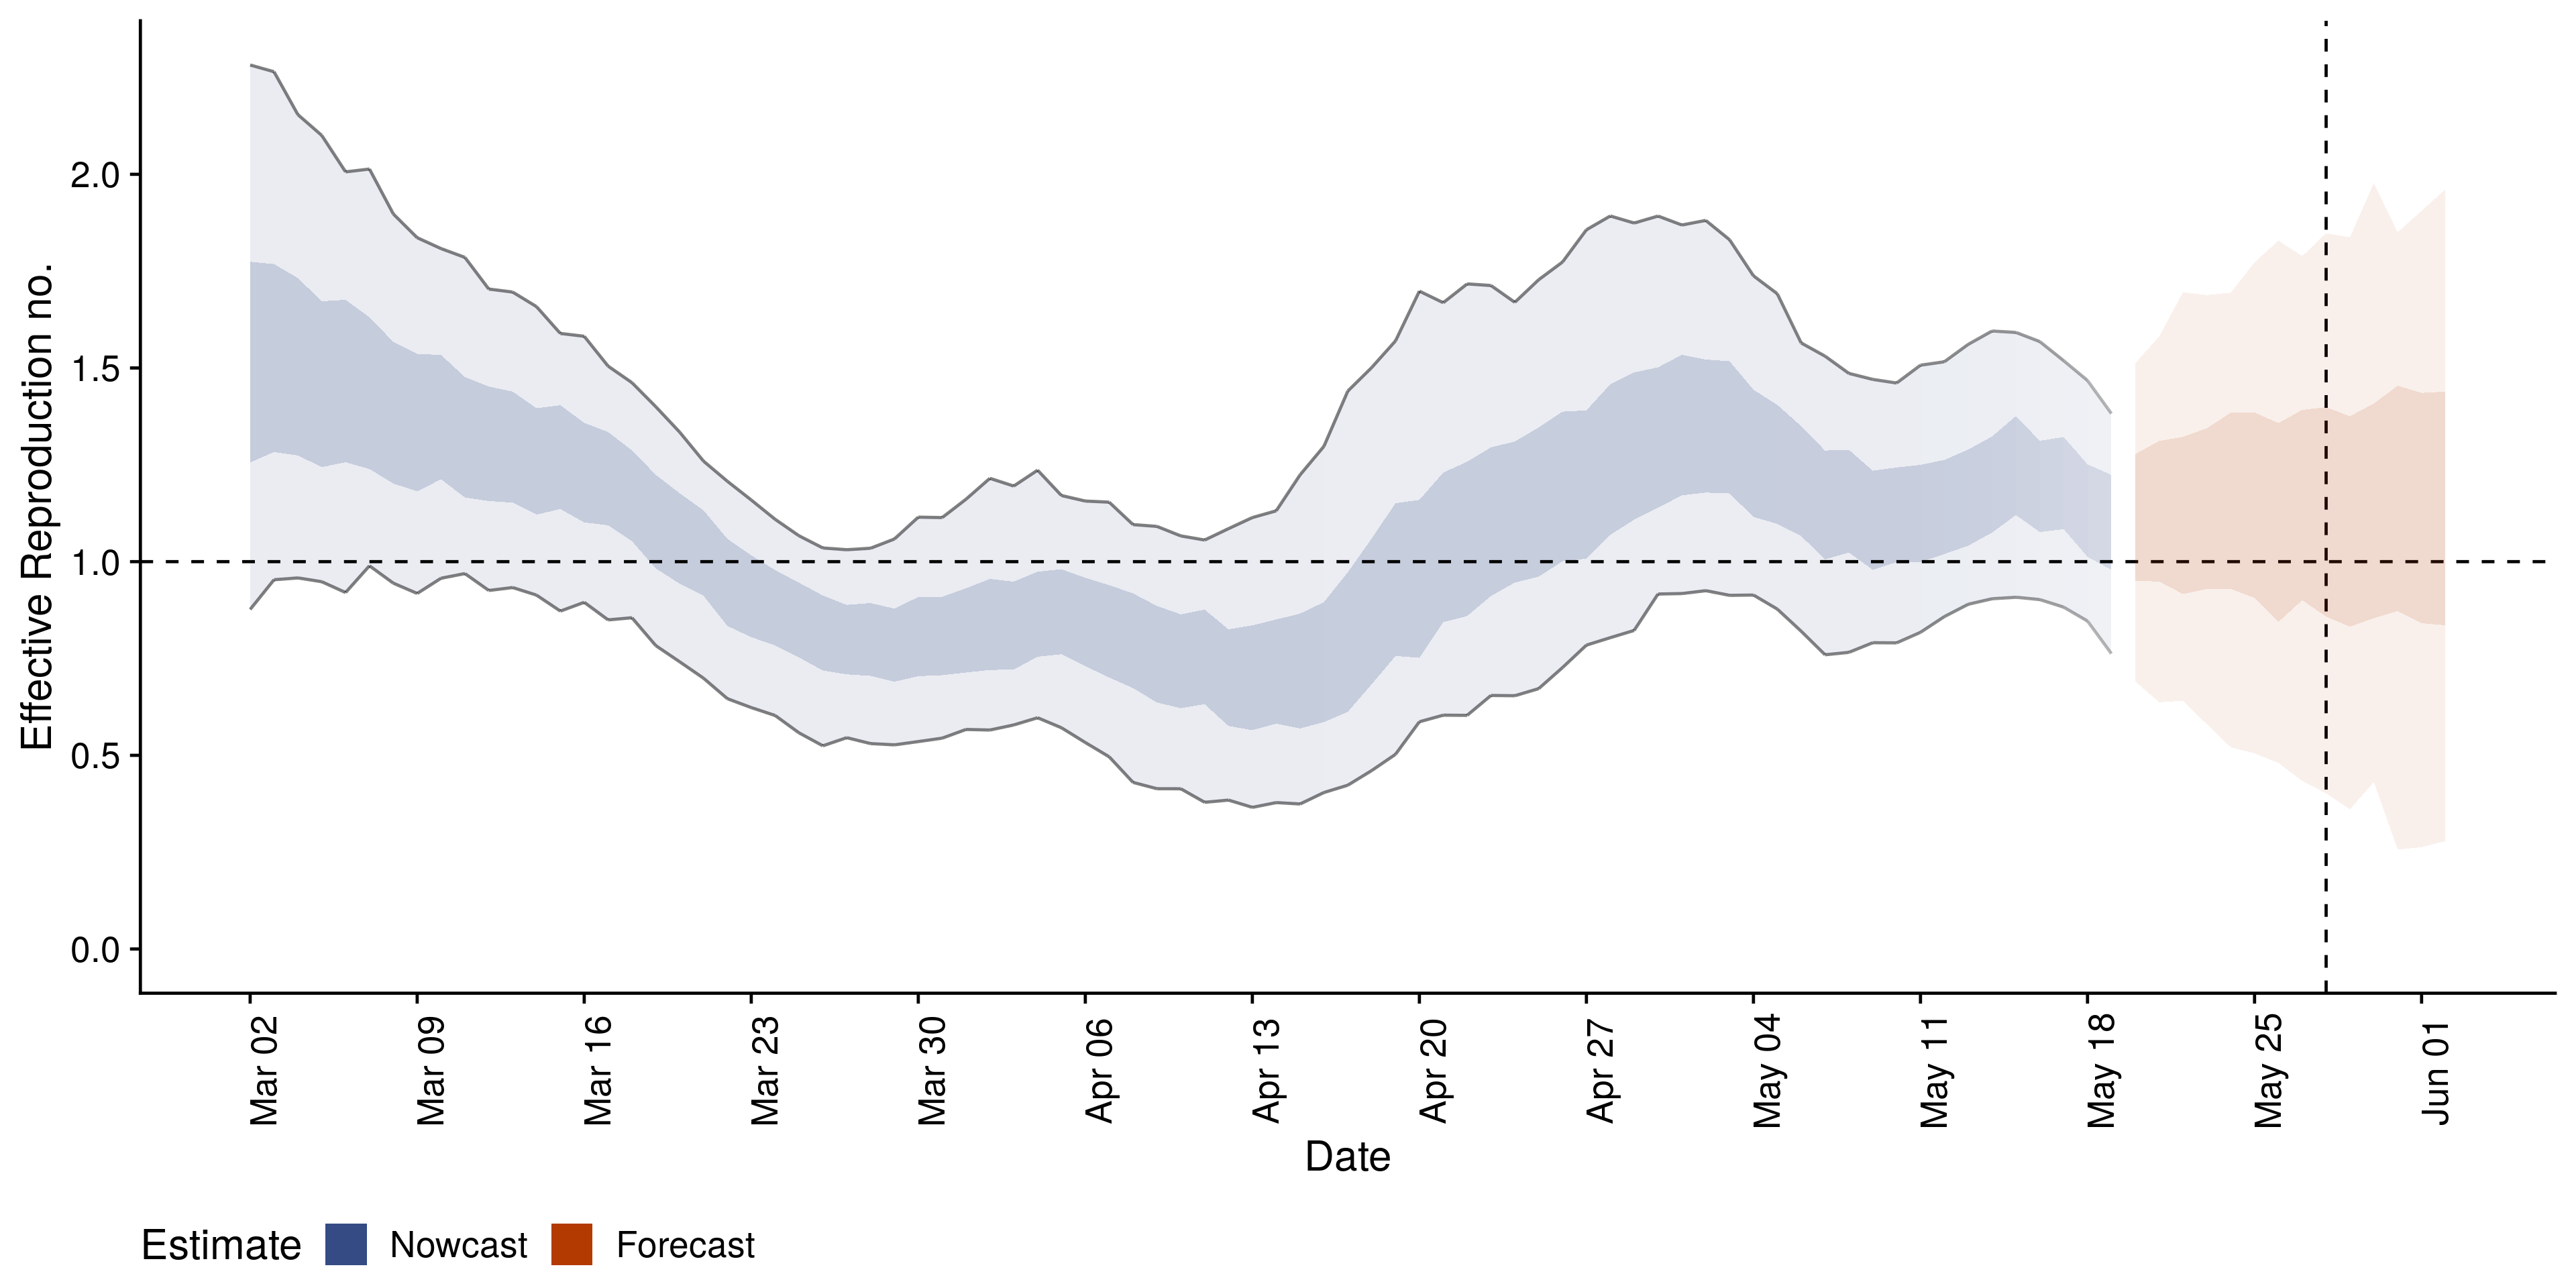 Effective Reproduction no.
2.0
1.5
1.0
0.5
0.0
Mar 02
Mar 09
Mar 16
Mar 23
Mar 30
Apr 06
Apr 13
Apr 20
Apr 27
May 04
May 11
May 18
May 25
Jun 01
Date
Estimate Nowcast Forecast